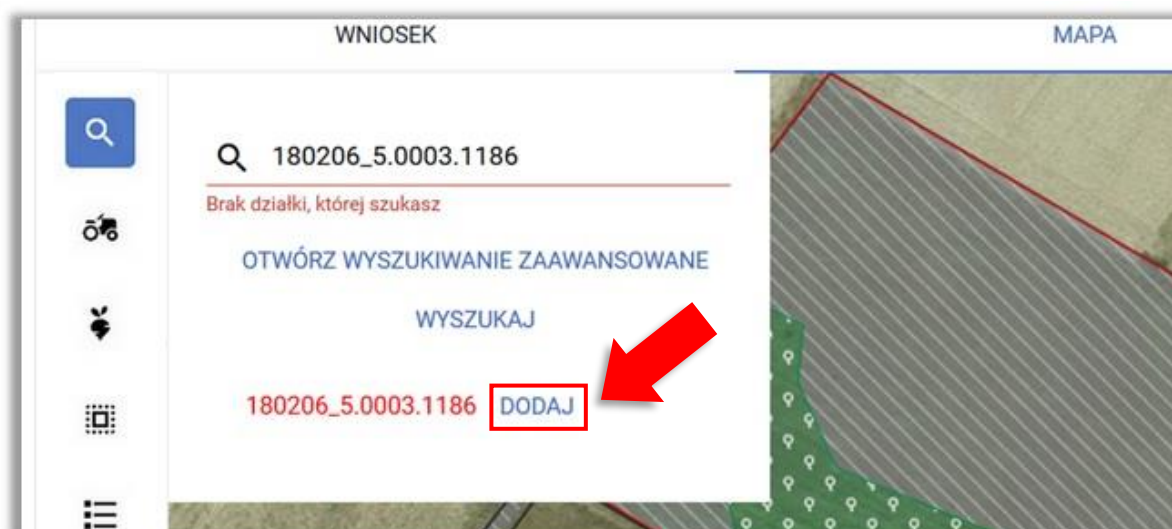 WNIOSEK
MAPA
180206_5.0003.1186
Brak działki, której szukasz
OTWÓRZ WYSZUKIWANIE ZAAWANSOWANE
WYSZUKAJ
180206_5.0003.1186 DODAJ